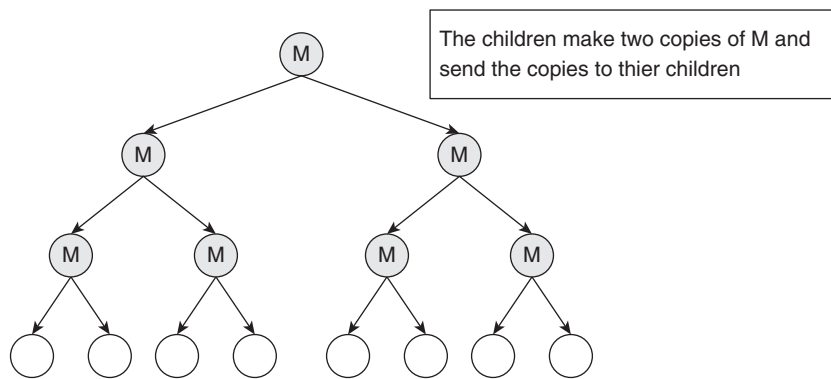 M
The children make two copies of M and
send the copies to thier children
M M
M M M M